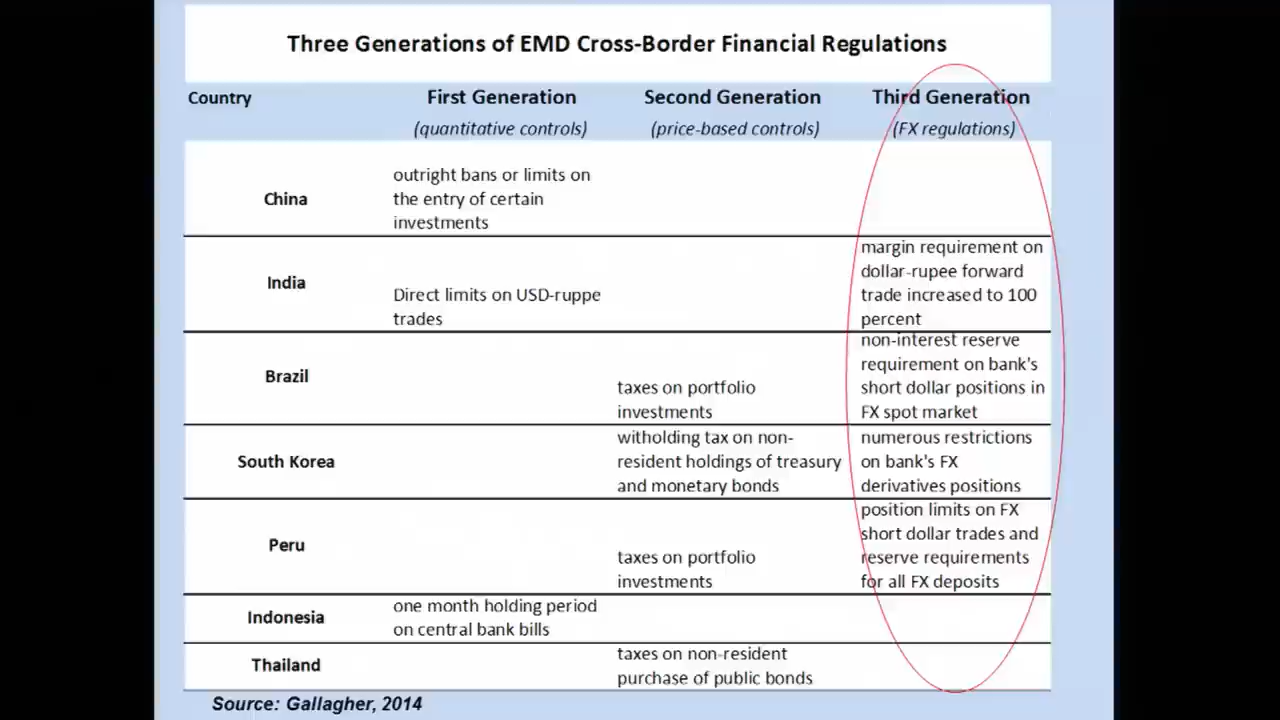 Three Generations of EMD Cross-Border Financial Regulations
Country First Generation Second Generation Third Generation
(quantitative controls) (price-based controls) (FX regulations)
China
outright bans or limits on
the entry of certain
investments
India
Direct limits on USD-ruppe
trades
margin requirement on
dollar-rupee forward
trade increased to 100
percent
Brazil
taxes on portfolio
investments
non-interest reserve
requirement on bank's
short dollar positions in
FX spot market
South Korea
witholding tax on non-
resident holdings of treasury
and monetary bonds
numerous restrictions
on bank's FX
derivatives positions
Peru
taxes on portfolio
investments
position limits on FX
short dollar trades and
reserve requirements
for all FX deposits
Indonesia
one month holding period
on central bank bills
Thailand
taxes on non-resident
purchase of public bonds
Source: Gallagher, 2014